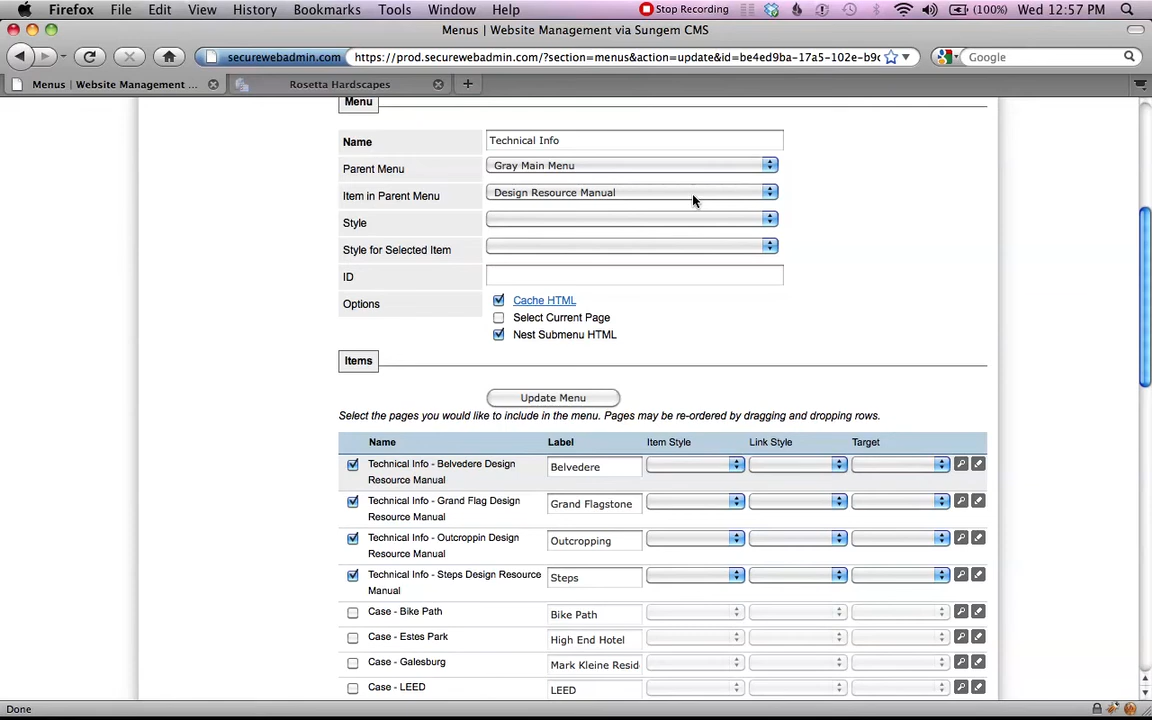 Firefox File Edit View History Bookmarks Tools Window Help Stop Recording (100%) Wed 12:57 PM
Menus | Website Management via Sungem CMS
securewebadmin.com https://prod.securewebadmin.com/?section=menus&action=update&id=be4ed9ba-17a5-102e-b9c Google
Menus | Website Management ... Rosetta Hardscapes
Menu
Name Technical Info
Parent Menu Gray Main Menu
Item in Parent Menu Design Resource Manual
Style
Style for Selected Item
ID
Options Cache HTML
Select Current Page
Nest Submenu HTML
Items
Update Menu
Select the pages you would like to include in the menu. Pages may be re-ordered by dragging and dropping rows.
Name Label Item Style Link Style Target
Technical Info - Belvedere Design Resource Manual Belvedere
Technical Info - Grand Flag Design Resource Manual Grand Flagstone
Technical Info - Outcroppin Design Resource Manual Outcropping
Technical Info - Steps Design Resource Manual Steps
Case - Bike Path Bike Path
Case - Estes Park High End Hotel
Case - Galesburg Mark Kleine Resid
Case - LEED LEED
Done